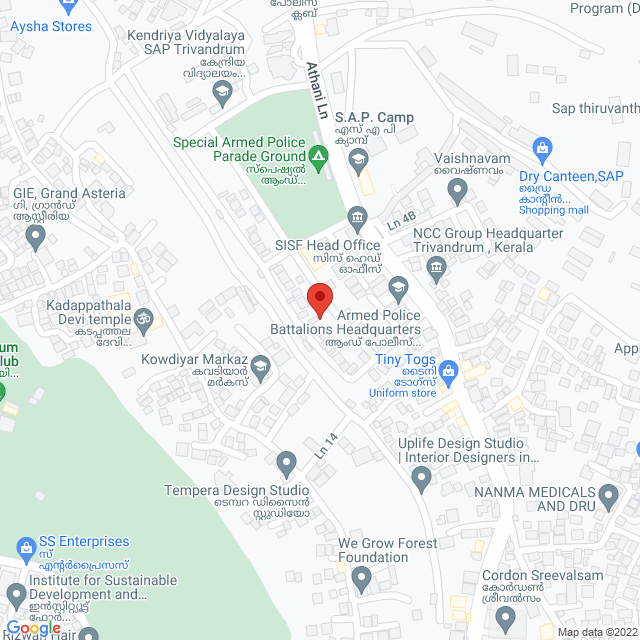 പോലീസ്
ക്ലബ്
Program (D
Aysha Stores
Kendriya Vidyalaya
SAP Trivandrum
കേന്ദ്രിയ
വിദ്യാലയം...
Athani Ln
S.A.P. Camp
എസ് എ പി
ക്യാമ്പ്
Sap thiruvanth
Special Armed Police
Parade Ground
സ്പെഷ്യൽ
ആംഡ്...
Vaishnavam
വൈഷ്ണവം
Dry Canteen,SAP
ഡ്രൈ
കാന്റീൻ...
Shopping mall
GIE, Grand Asteria
ഗി, ഗ്രാൻഡ്
ആസ്റ്റീരിയ
Ln 4B
SISF Head Office
സിസ് ഹെഡ്
ഓഫീസ്
NCC Group Headquarter
Trivandrum , Kerala
Kadappathala
Devi temple
കടപ്പത്തല
ദേവി...
Armed Police
Battalions Headquarters
ആംഡ് പോലീസ്...
um
lub
യി...
Appl
Kowdiyar Markaz
കവടിയാർ
മർകസ്
Tiny Togs
ടൈനി
ടോഗ്സ്
Uniform store
Ln 14
Uplife Design Studio
| Interior Designers in...
Tempera Design Studio
ടെമ്പറ ഡിസൈൻ
സ്റ്റുഡിയോ
NANMA MEDICALS
AND DRU
SS Enterprises
സ്
എന്റർപ്രൈസസ്
We Grow Forest
Foundation
Institute for Sustainable
Development and...
ഇൻസ്റ്റിറ്റ്യൂട്ട്
ഫോർ...
Cordon Sreevalsam
കോർഡൺ
ശ്രീവൽസം
Google
Rizwan Hair
Map data ©2022